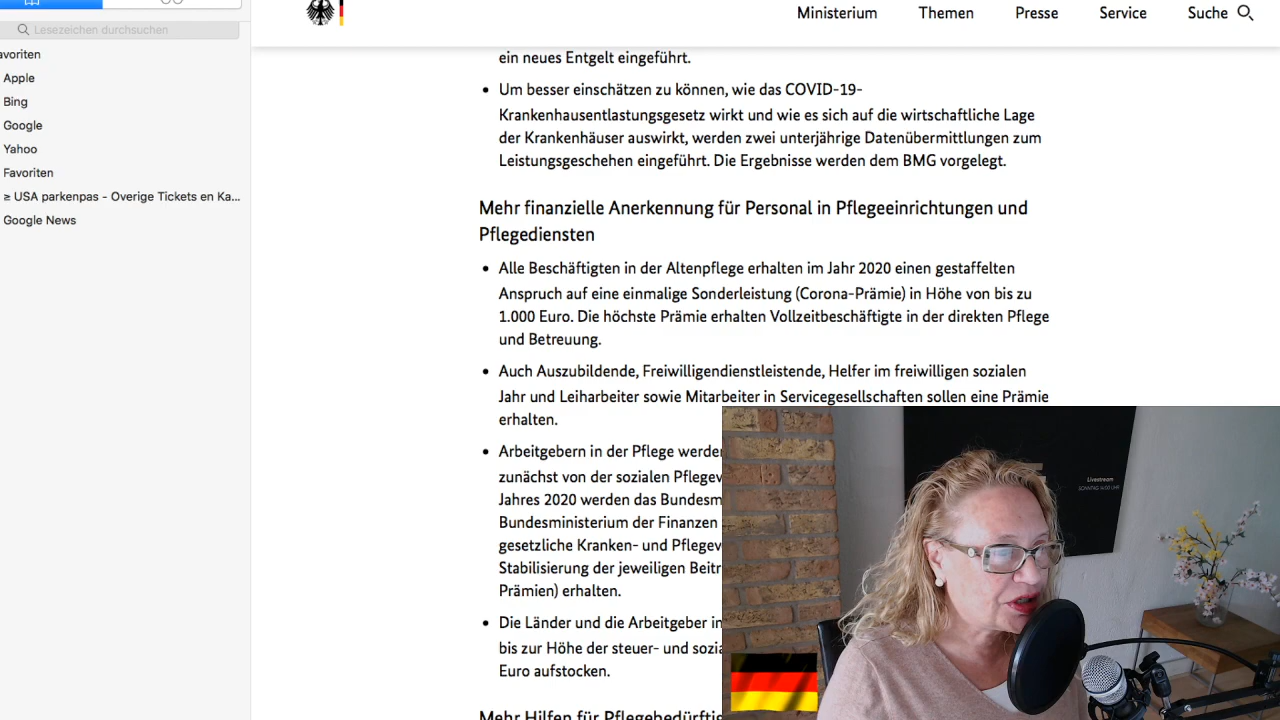 Ministerium Themen Presse Service Suche
Lesezeichen durchsuchen
avoriten
Apple
Bing
Google
Yahoo
Favoriten
≥ USA parkenpas - Overige Tickets en Ka...
Google News
ein neues Entgelt eingeführt.
• Um besser einschätzen zu können, wie das COVID-19-
Krankenhausentlastungsgesetz wirkt und wie es sich auf die wirtschaftliche Lage
der Krankenhäuser auswirkt, werden zwei unterjährige Datenübermittlungen zum
Leistungsgeschehen eingeführt. Die Ergebnisse werden dem BMG vorgelegt.
Mehr finanzielle Anerkennung für Personal in Pflegeeinrichtungen und
Pflegediensten
• Alle Beschäftigten in der Altenpflege erhalten im Jahr 2020 einen gestaffelten
Anspruch auf eine einmalige Sonderleistung (Corona-Prämie) in Höhe von bis zu
1.000 Euro. Die höchste Prämie erhalten Vollzeitbeschäftigte in der direkten Pflege
und Betreuung.
• Auch Auszubildende, Freiwilligendienstleistende, Helfer im freiwilligen sozialen
Jahr und Leiharbeiter sowie Mitarbeiter in Servicegesellschaften sollen eine Prämie
erhalten.
• Arbeitgebern in der Pflege werde
zunächst von der sozialen Pflegev
Jahres 2020 werden das Bundesm
Bundesministerium der Finanzen
gesetzliche Kranken- und Pflegev
Stabilisierung der jeweiligen Beitr
Prämien) erhalten.
• Die Länder und die Arbeitgeber in
bis zur Höhe der steuer- und sozia
Euro aufstocken.
Mehr Hilfen für Pflegebedürftig
Livestream
SONNTAG 14:00 UHR